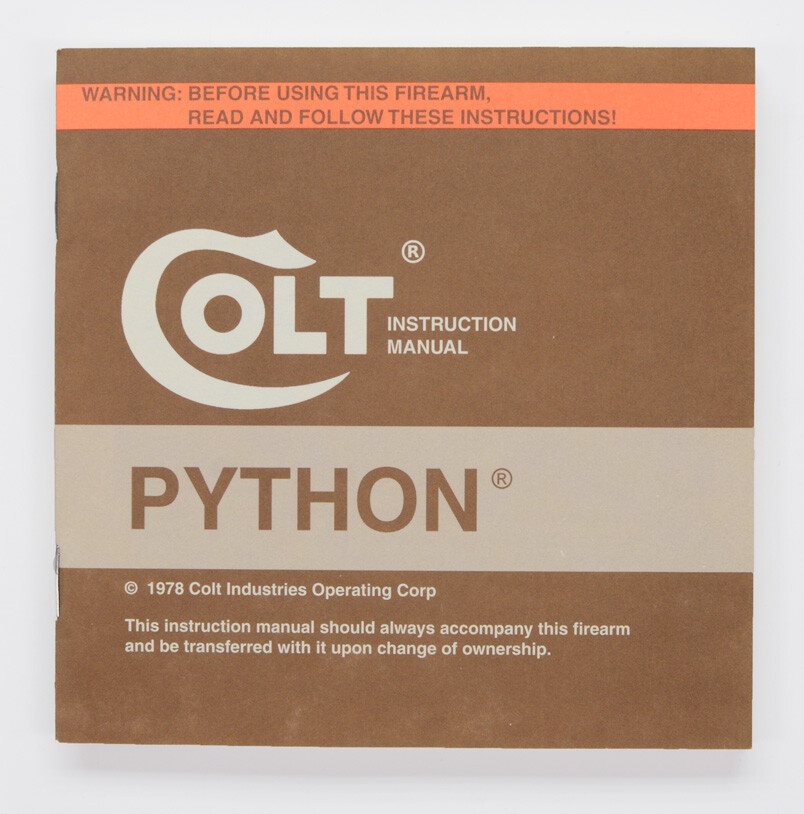 WARNING: BEFORE USING THIS FIREARM,
READ AND FOLLOW THESE INSTRUCTIONS!
COLT®
INSTRUCTION
MANUAL
PYTHON®
© 1978 Colt Industries Operating Corp
This instruction manual should always accompany this firearm
and be transferred with it upon change of ownership.